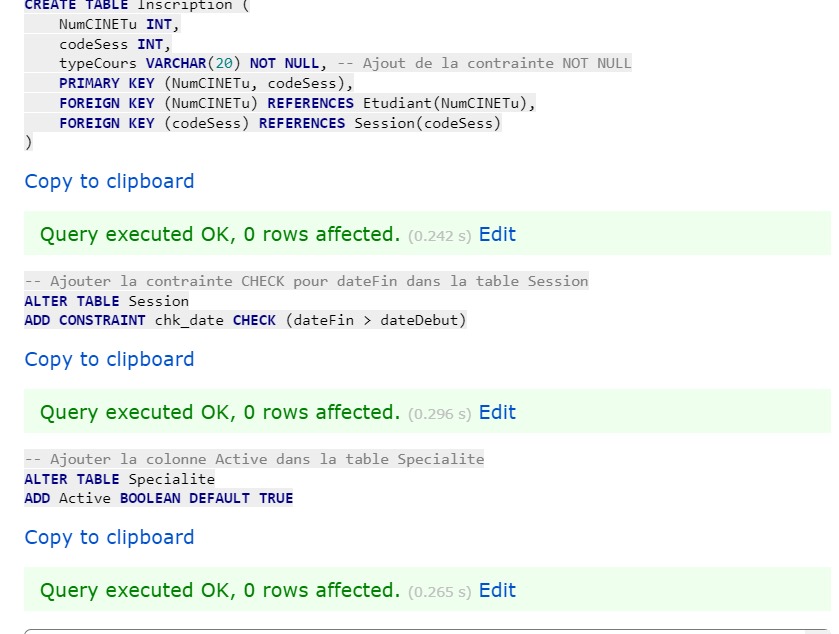 CREATE TABLE Inscription (
NumCINETu INT,
codeSess INT,
typeCours VARCHAR(20) NOT NULL, -- Ajout de la contrainte NOT NULL
PRIMARY KEY (NumCINETu, codeSess),
FOREIGN KEY (NumCINETu) REFERENCES Etudiant(NumCINETu),
FOREIGN KEY (codeSess) REFERENCES Session(codeSess)
)
Copy to clipboard
Query executed OK, 0 rows affected. (0.242 s) Edit
-- Ajouter la contrainte CHECK pour dateFin dans la table Session
ALTER TABLE Session
ADD CONSTRAINT chk_date CHECK (dateFin > dateDebut)
Copy to clipboard
Query executed OK, 0 rows affected. (0.296 s) Edit
-- Ajouter la colonne Active dans la table Specialite
ALTER TABLE Specialite
ADD Active BOOLEAN DEFAULT TRUE
Copy to clipboard
Query executed OK, 0 rows affected. (0.265 s) Edit